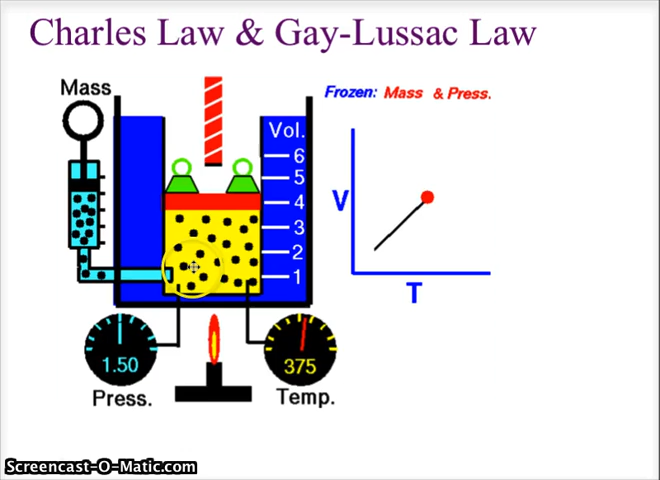 Charles Law & Gay-Lussac Law
Mass
Frozen: Mass & Press.
Vol.
6
5
4
3
2
1
V
T
1.50
375
Press.
Temp.
Screencast-O-Matic.com